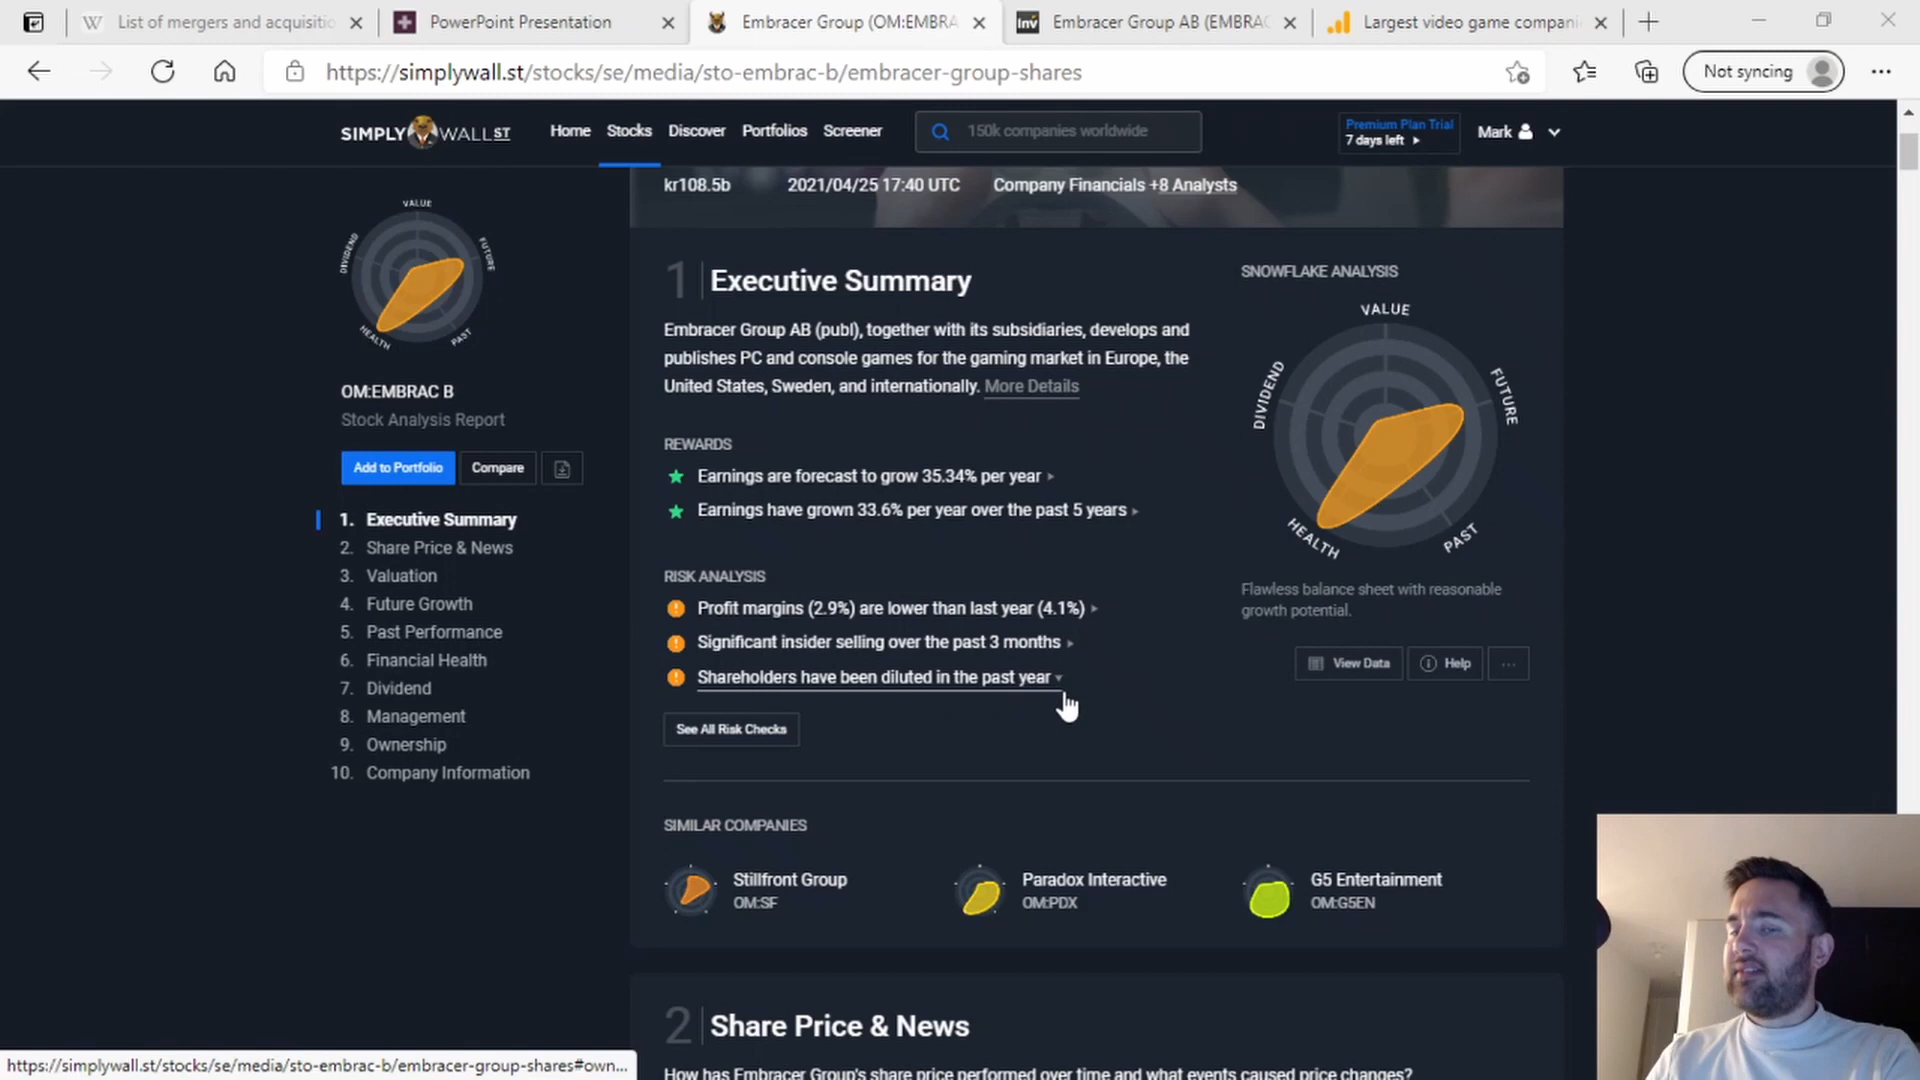 List of mergers and acquisitio
PowerPoint Presentation
Embracer Group (OM:EMBRA
Inv
Embracer Group AB (EMBRAC
Largest video game compani
https://simplywall.st/stocks/se/media/sto-embrac-b/embracer-group-shares
Not syncing
SIMPLY WALL ST
Home
Stocks
Discover
Portfolios
Screener
150k companies worldwide
Premium Plan Trial
7 days left
Mark
kr108.5b
2021/04/25 17:40 UTC
Company Financials +8 Analysts
VALUE
FUTURE
PAST
HEALTH
DIVIDEND
OM:EMBRAC B
Stock Analysis Report
Add to Portfolio
Compare
1. Executive Summary
2. Share Price & News
3. Valuation
4. Future Growth
5. Past Performance
6. Financial Health
7. Dividend
8. Management
9. Ownership
10. Company Information
1 Executive Summary
Embracer Group AB (publ), together with its subsidiaries, develops and
publishes PC and console games for the gaming market in Europe, the
United States, Sweden, and internationally. More Details
REWARDS
Earnings are forecast to grow 35.34% per year
Earnings have grown 33.6% per year over the past 5 years
RISK ANALYSIS
Profit margins (2.9%) are lower than last year (4.1%)
Significant insider selling over the past 3 months
Shareholders have been diluted in the past year
See All Risk Checks
SNOWFLAKE ANALYSIS
VALUE
FUTURE
PAST
HEALTH
DIVIDEND
Flawless balance sheet with reasonable
growth potential.
View Data
Help
SIMILAR COMPANIES
Stillfront Group
OM:SF
Paradox Interactive
OM:PDX
G5 Entertainment
OM:G5EN
2 Share Price & News
How has Embracer Group's share price performed over time and what events caused price changes?
https://simplywall.st/stocks/se/media/sto-embrac-b/embracer-group-shares#own...